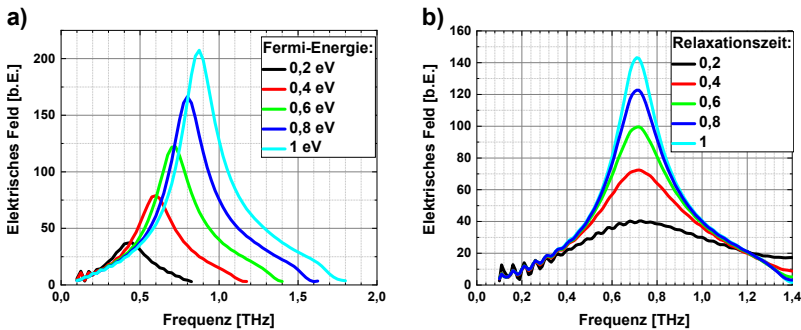 a)
Elektrisches Feld [b.E.]
200
150
100
50
0
0,0 0,5 1,0 1,5 2,0
Frequenz [THz]
Fermi-Energie:
0,2 eV
0,4 eV
0,6 eV
0,8 eV
1 eV
b)
Elektrisches Feld [b.E.]
160
140
120
100
80
60
40
20
0
0,0 0,2 0,4 0,6 0,8 1,0 1,2 1,4
Frequenz [THz]
Relaxationszeit:
0,2
0,4
0,6
0,8
1